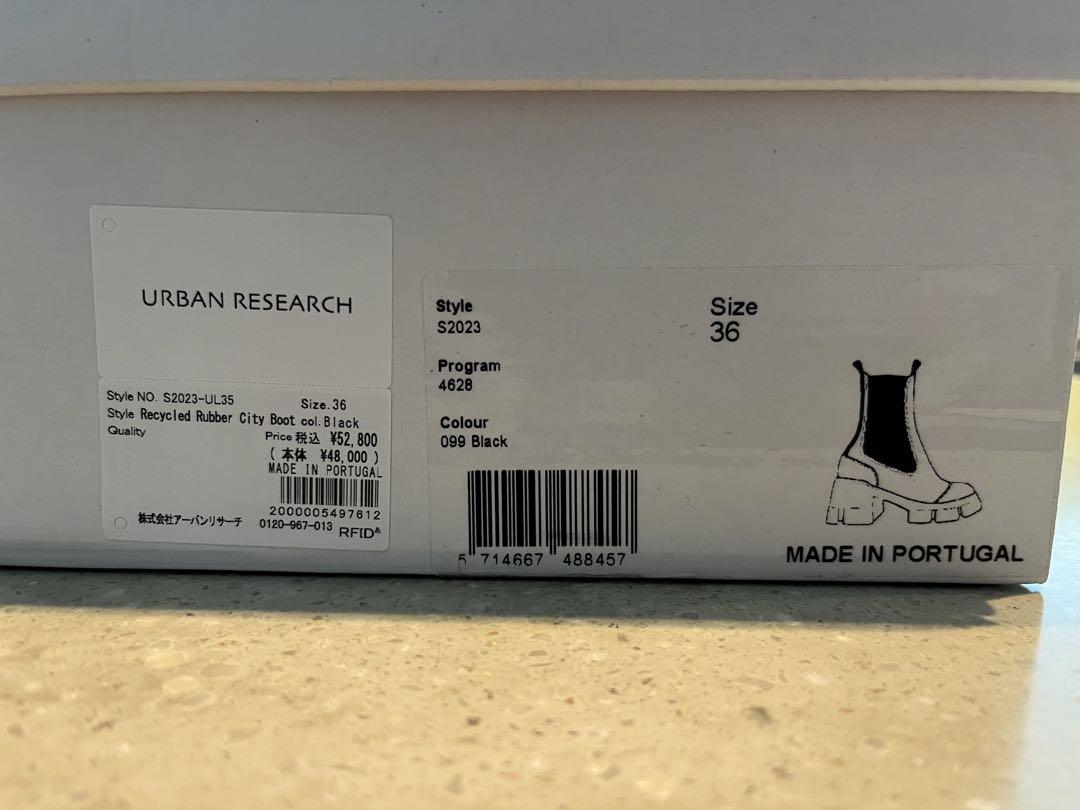 URBAN RESEARCH
Style NO. S2023-UL35
Size.36
Style Recycled Rubber City Boot col.Black
Quality
Price 税込 ¥52,800
( 本体 ¥48,000 )
MADE IN PORTUGAL
2000005497612
株式会社アーバンリサーチ 0120-967-013 RFID
Style
S2023
Program
4628
Colour
099 Black
Size
36
5 714667 488457
MADE IN PORTUGAL